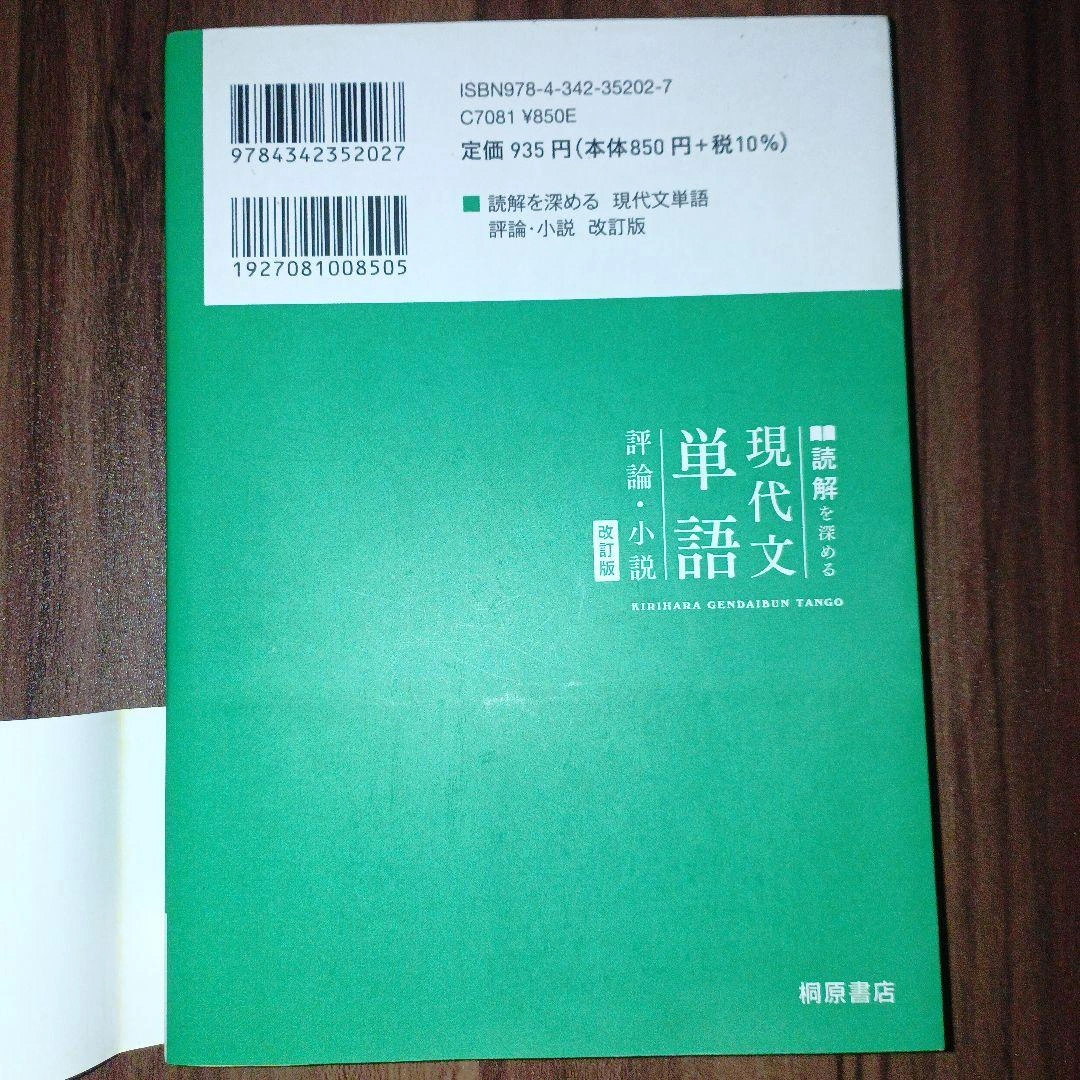 ISBN978-4-342-35202-7
C7081 ¥850E
定価 935 円(本体850 円+税10%)
9784342352027
■ 読解を深める 現代文単語
評論・小説 改訂版
1927081008505
読解を深める
現代文
単語
評論・小説
改訂版
KIRIHARA GENDAIBUN TANGO
桐原書店